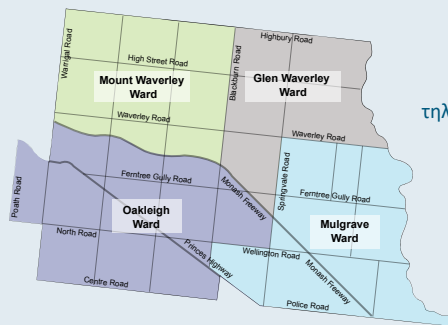 Highbury Road
Warrigal Road
High Street Road
Blackburn Road
Mount Waverley
Ward
Glen Waverley
Ward
τηλ
Waverley Road
Waverley Road
Springvale Road
Ferntree Gully Road
Monash Freeway
Ferntree Gully Road
Poath Road
Oakleigh
Ward
Mulgrave
Ward
North Road
Princes Highway
Wellington Road
Monash Freeway
Centre Road
Police Road